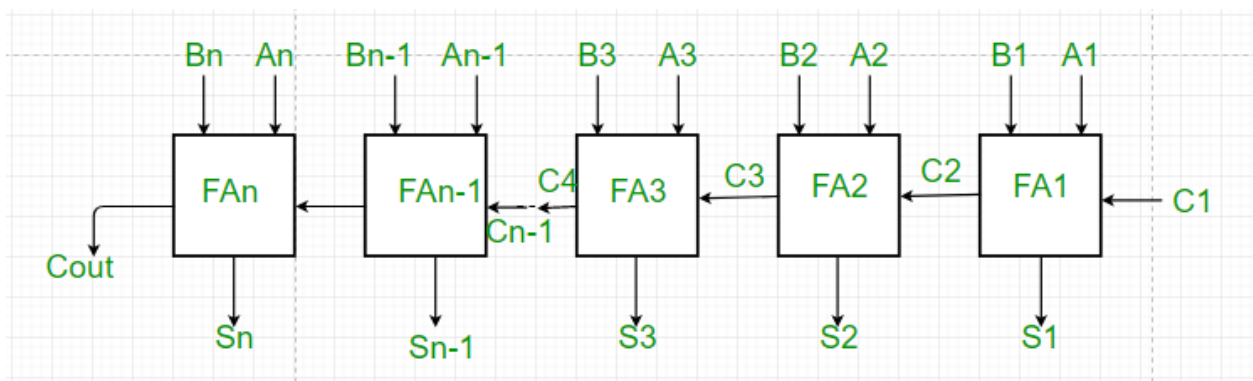 Bn An Bn-1 An-1 B3 A3 B2 A2 B1 A1
FAn FAn-1 C4 FA3 C3 FA2 C2 FA1 C1
Cn-1
Cout
Sn Sn-1 S3 S2 S1